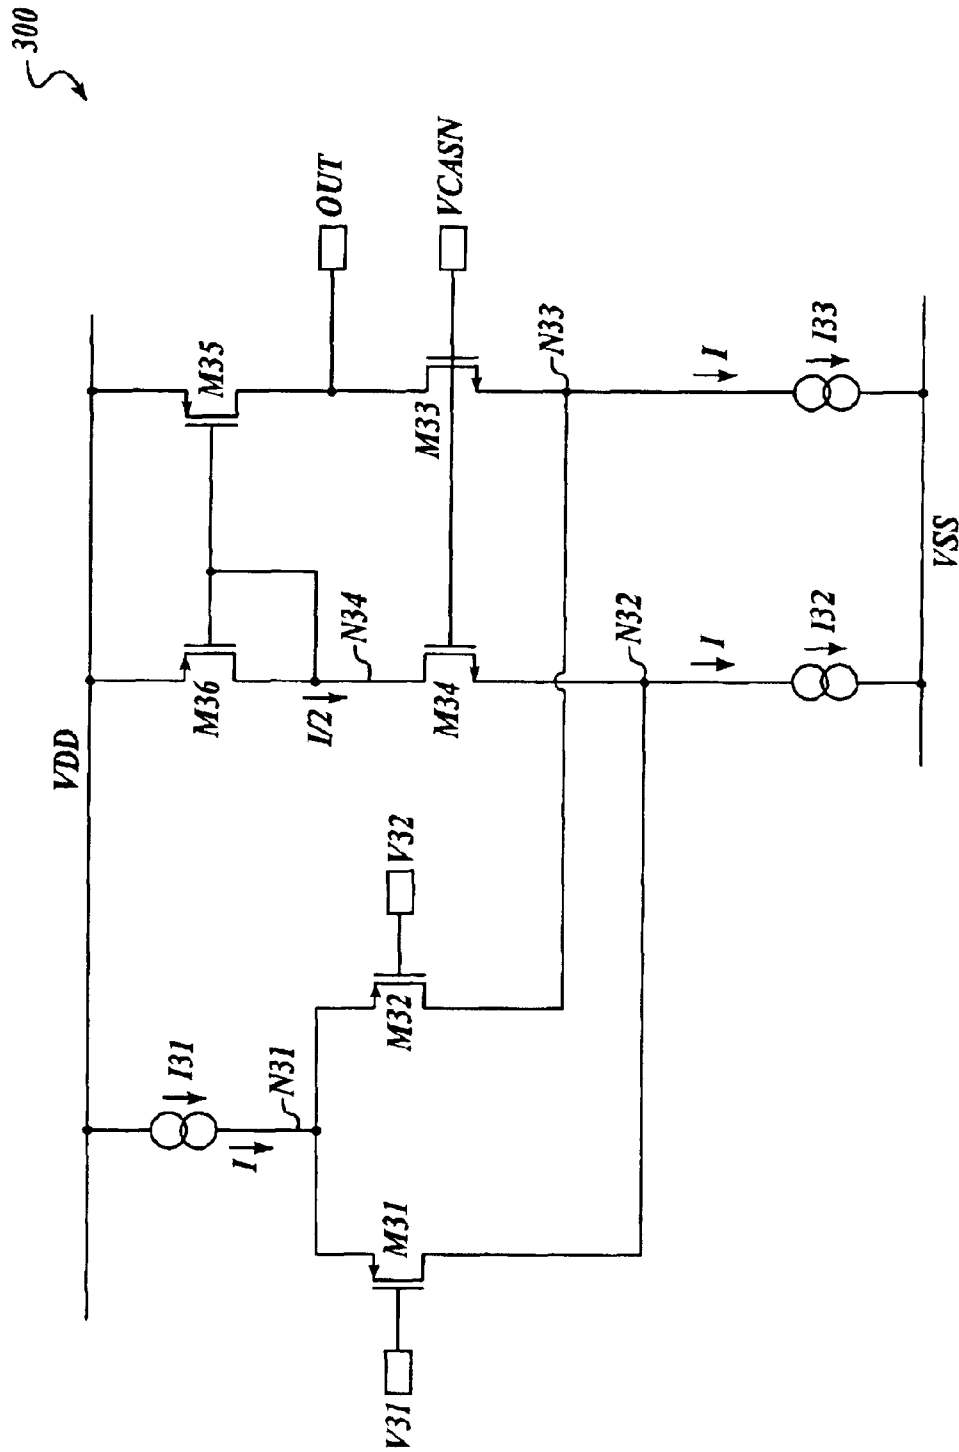 300
VDD
I31
I
N31
M31
V31
M32
V32
M36
M35
I/2
N34
OUT
M34
M33
VCASN
N32
N33
I
I
I32
I33
VSS